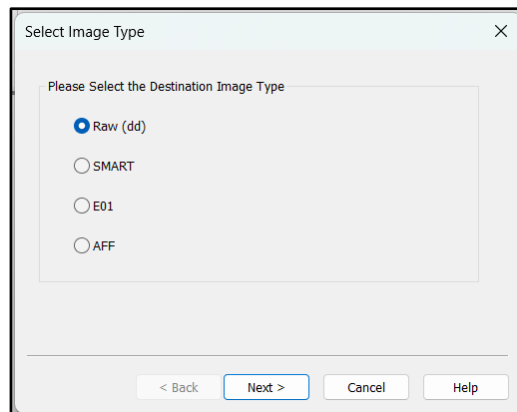 Select Image Type
Please Select the Destination Image Type
Raw (dd)
SMART
E01
AFF
< Back Next > Cancel Help